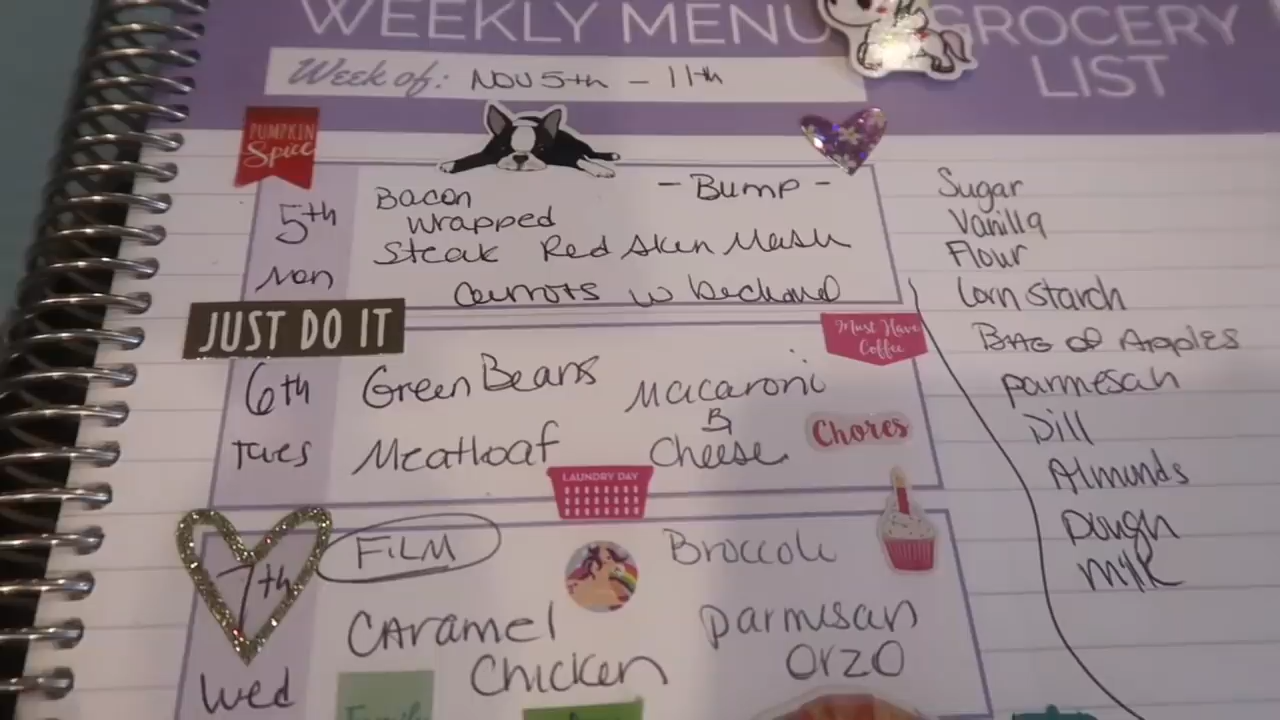 WEEKLY MENU
GROCERY
LIST
Week of: NOV 5th - 11th
PUMPKIN
Spice
5th
Mon
Bacon
wrapped
Steak Red Skin Mash
- Bump -
Carrots w
JUST DO IT
Must Have
Coffee
6th
Tues
Green Beans
Meatloaf
Macaroni
&
Cheese
Chores
LAUNDRY DAY
7th
Wed
FILM
Broccoli
Caramel
Chicken
Parmesan
Orzo
Family
Sugar
Vanilla
Flour
Corn Starch
BAG of Apples
parmesan
Dill
Almonds
Dough
Milk